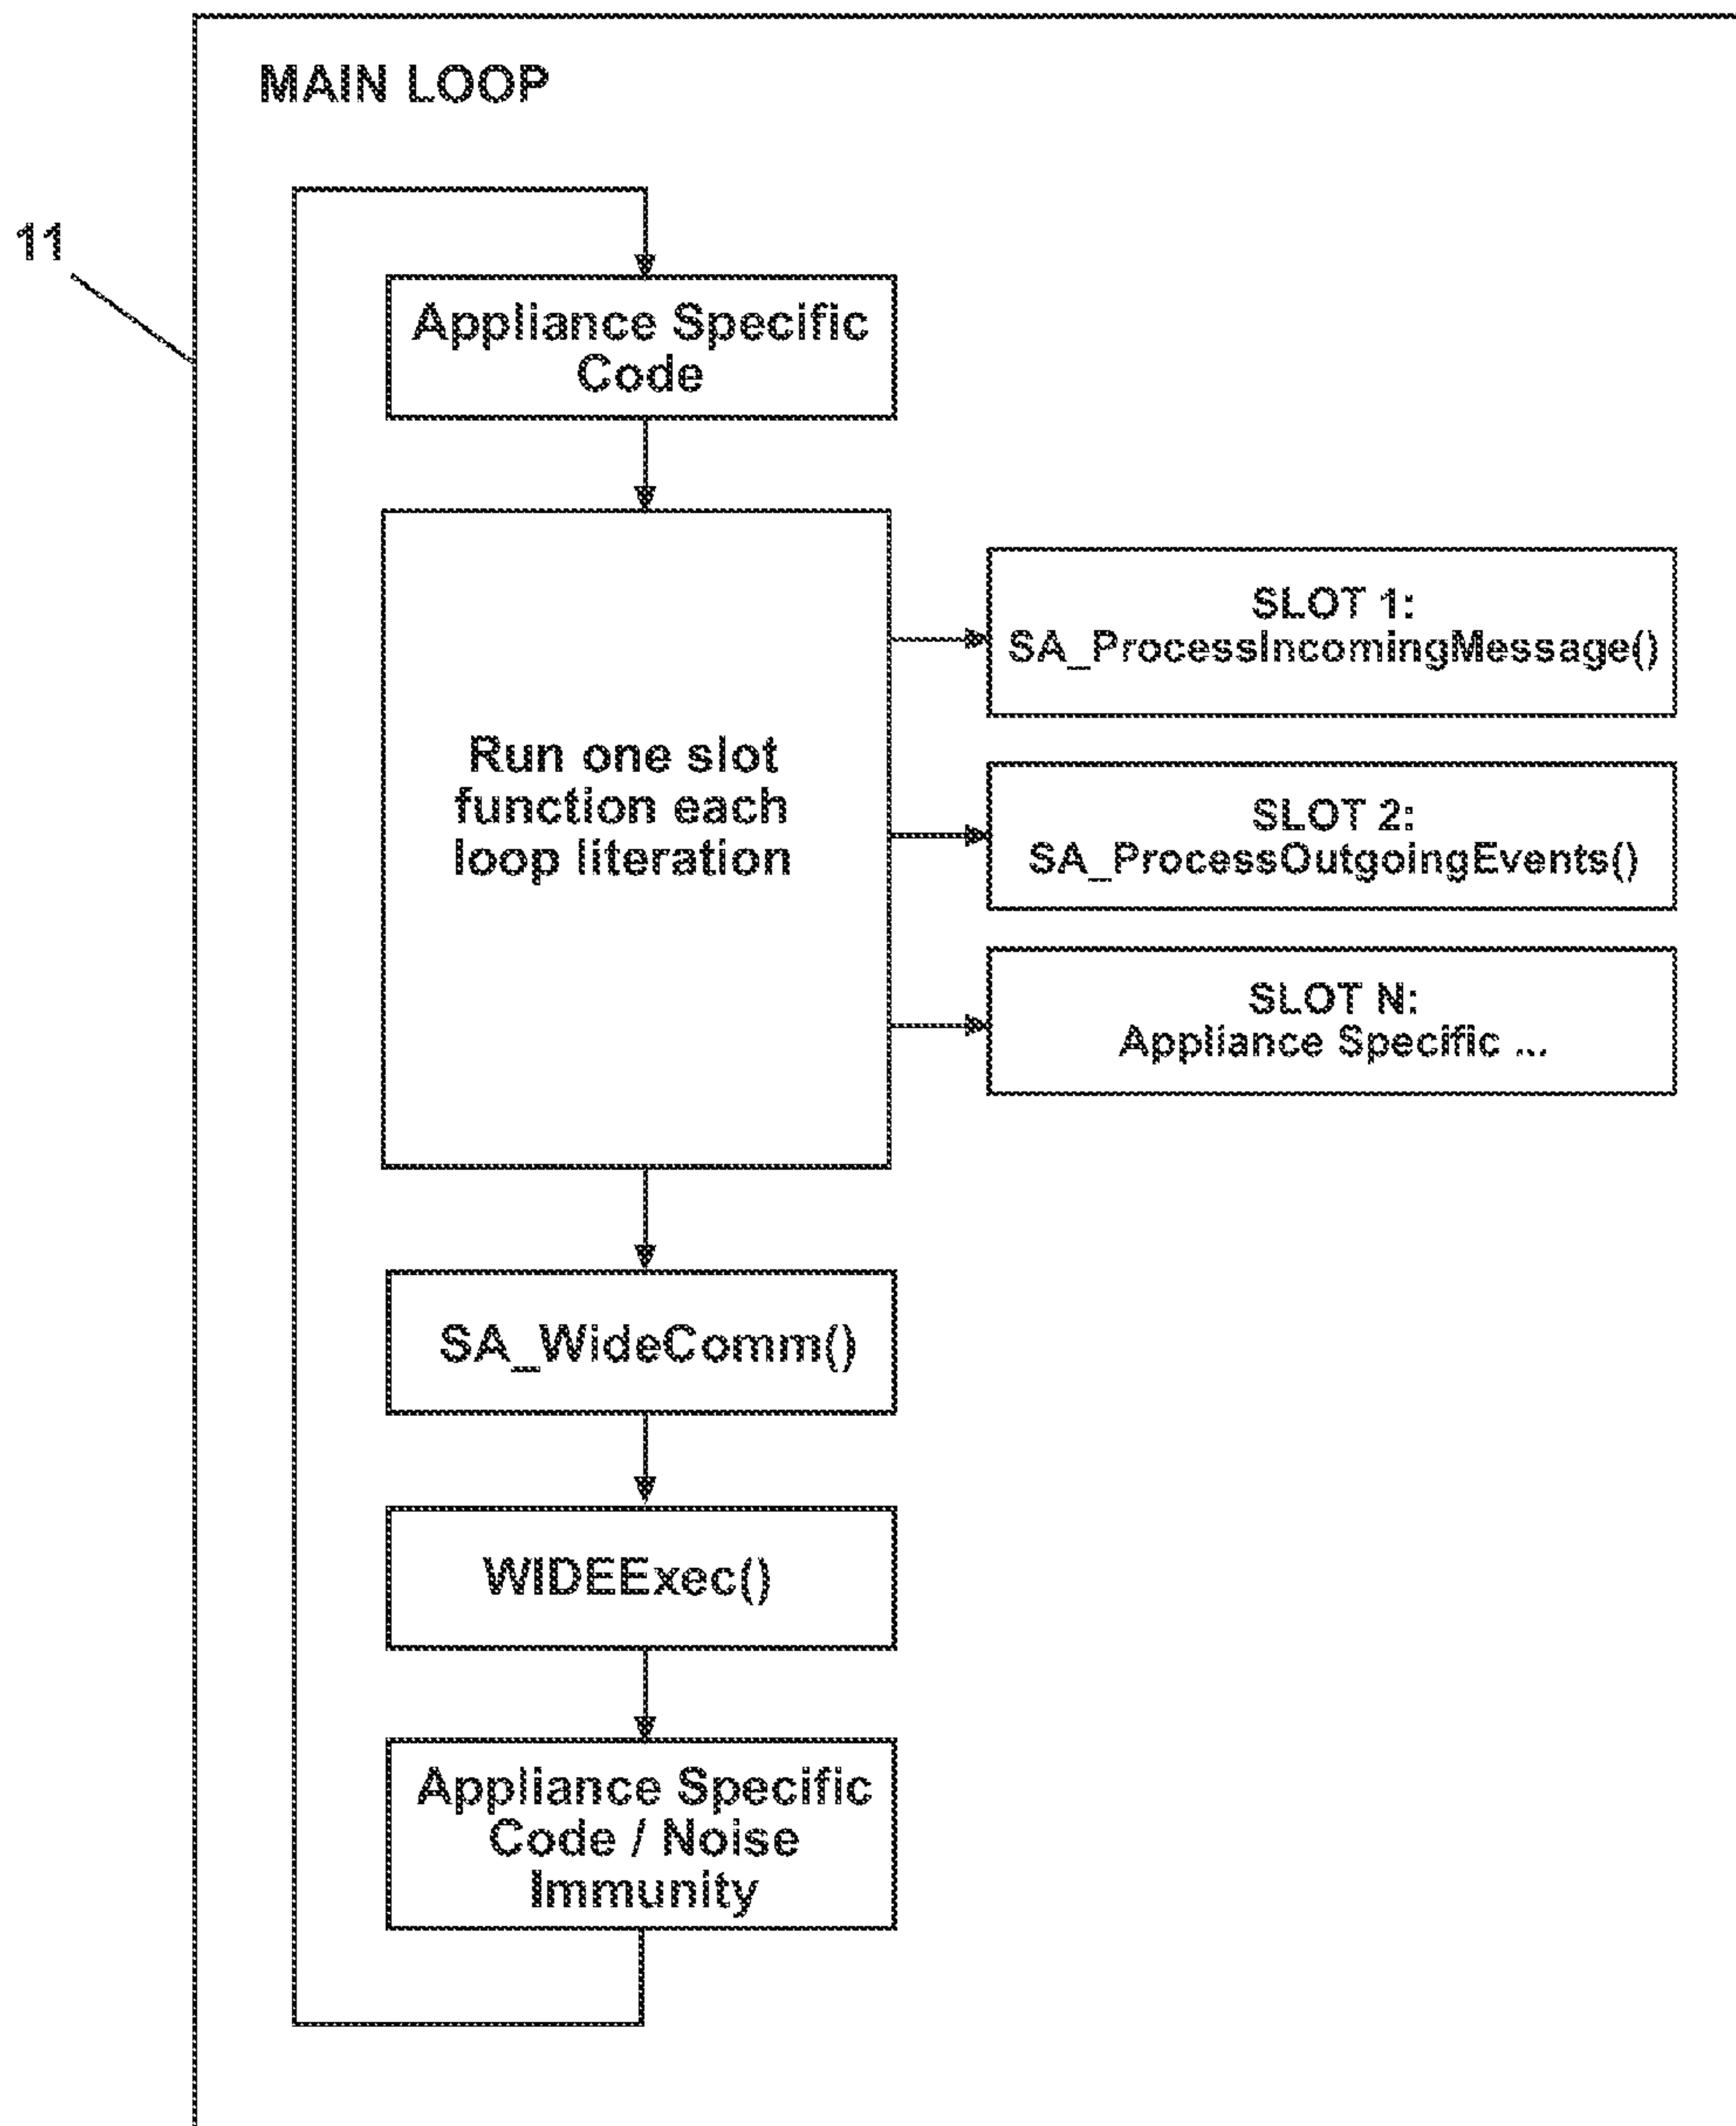 MAIN LOOP
11
Appliance Specific
Code
Run one slot
function each
loop literation
SLOT 1:
SA_ProcessIncomingMessage()
SLOT 2:
SA_ProcessOutgoingEvents()
SLOT N:
Appliance Specific ...
SA_WideComm()
WIDEExec()
Appliance Specific
Code / Noise
Immunity